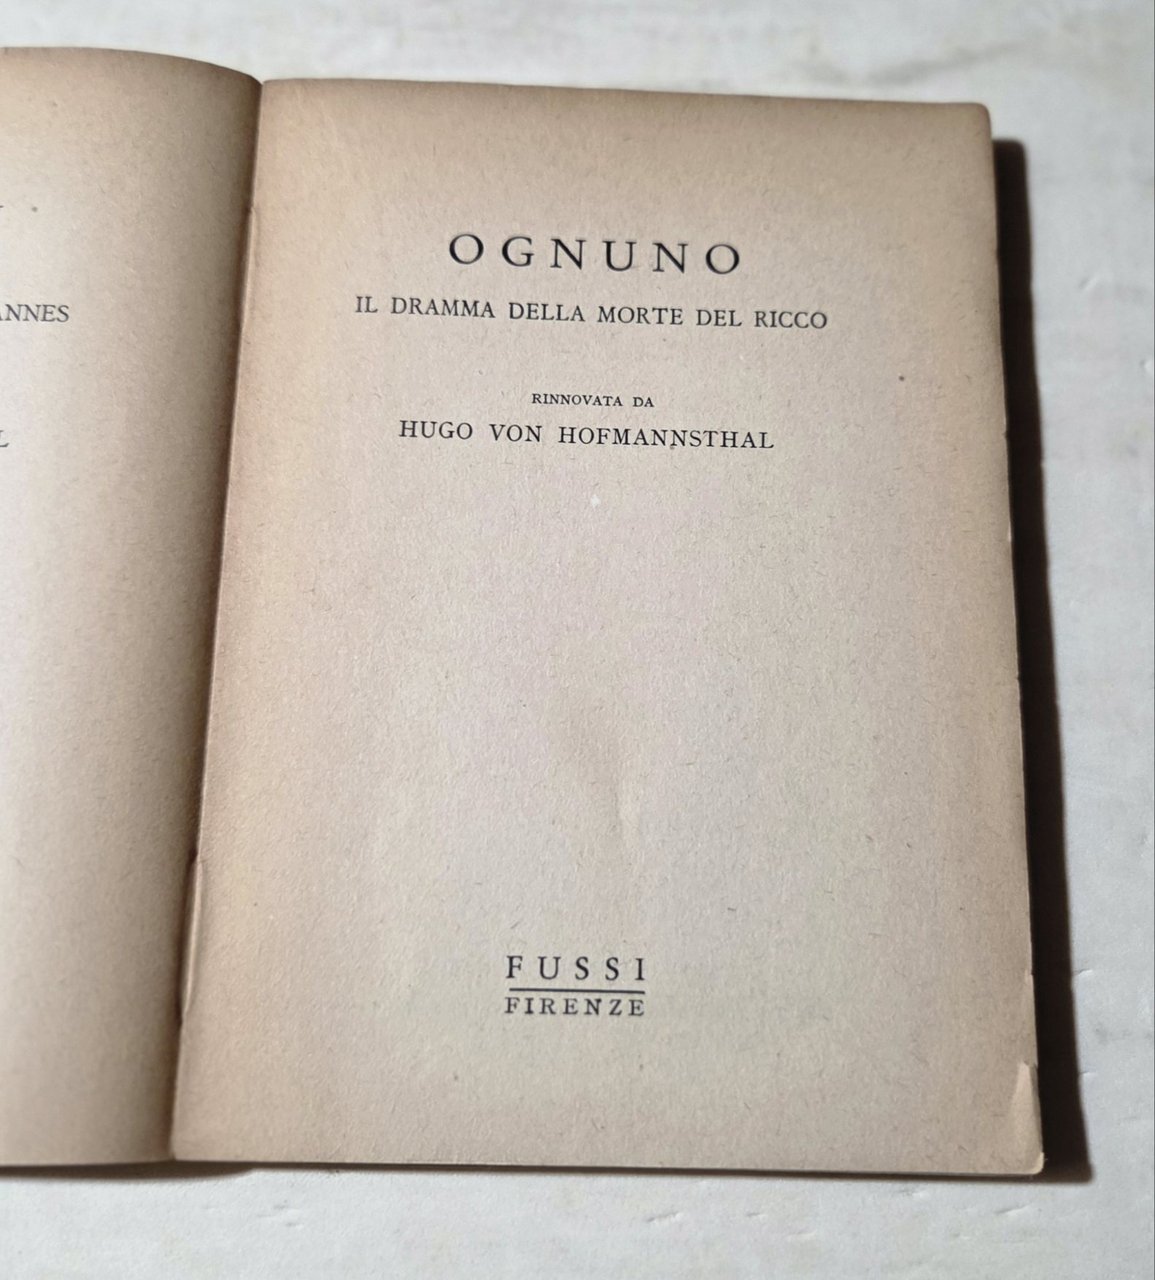 ANNES
OGNUNO
IL DRAMMA DELLA MORTE DEL RICCO
RINNOVATA DA
HUGO VON HOFMANNSTHAL
FUSSI
FIRENZE